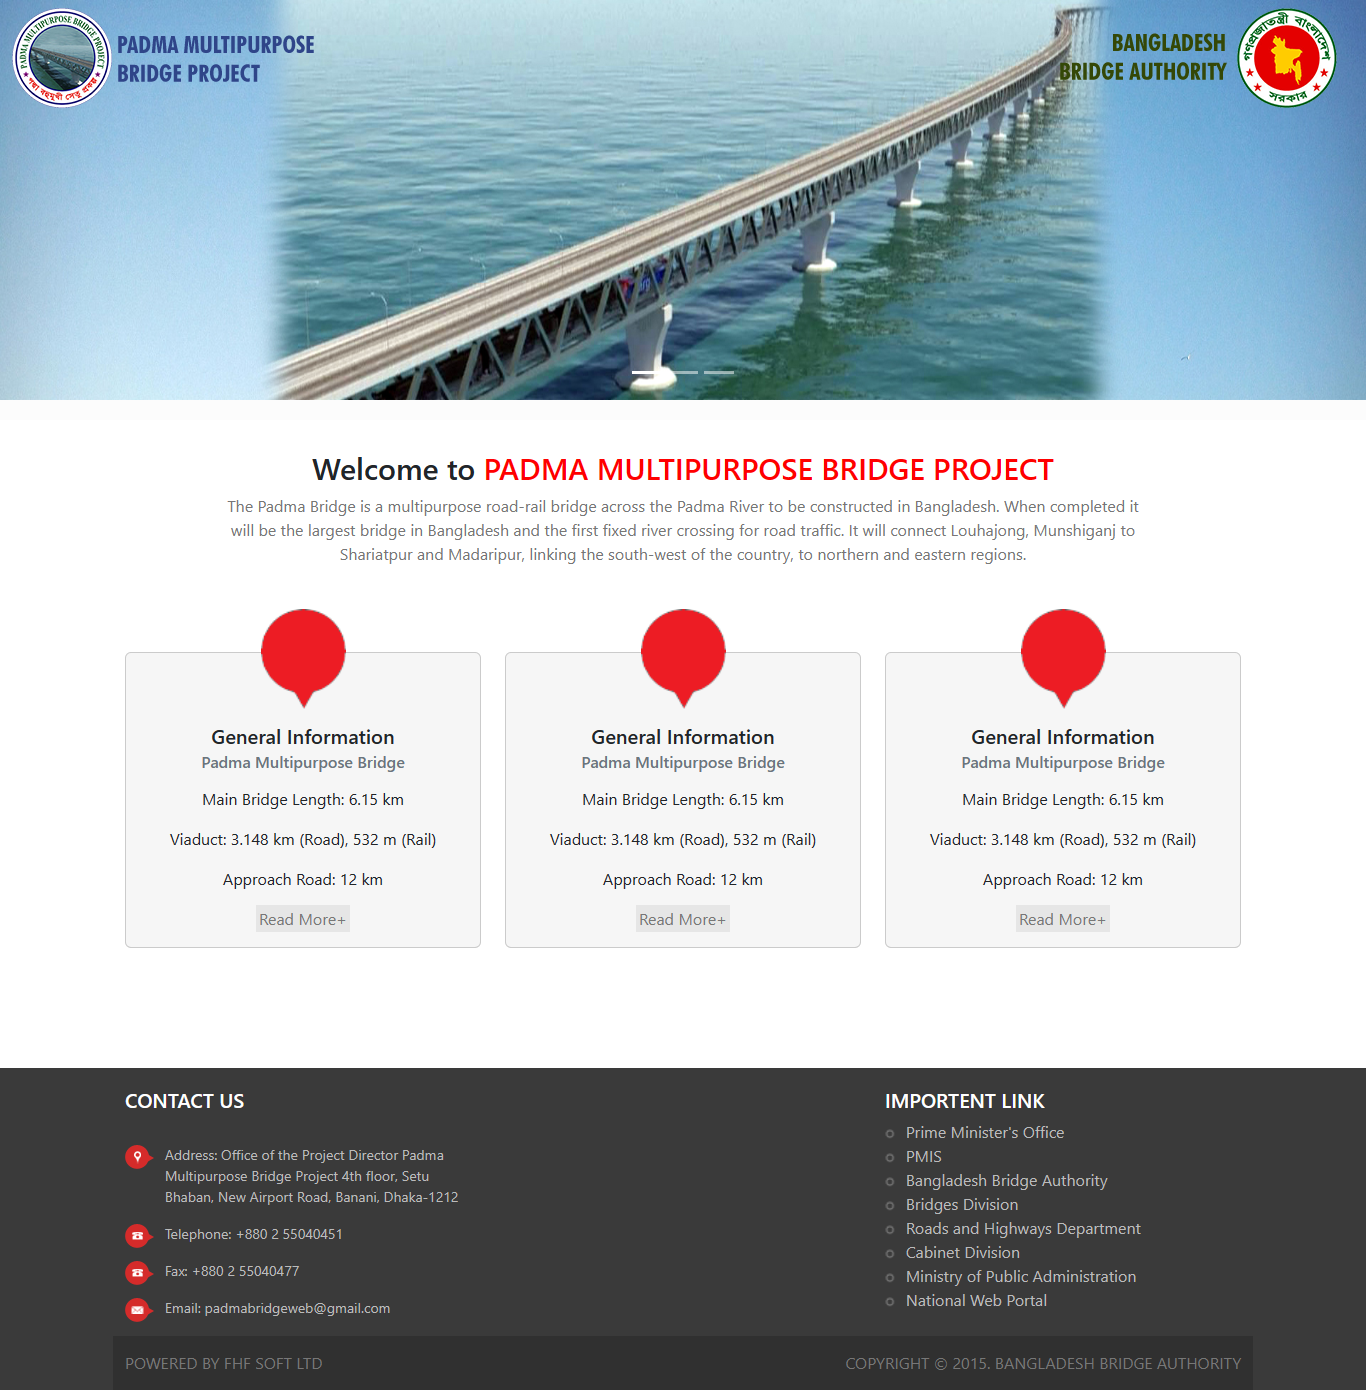 PADMA MULTIPURPOSE BRIDGE PROJECT
পদ্মা বহুমুখী সেতু প্রকল্প
PADMA MULTIPURPOSE
BRIDGE PROJECT
BANGLADESH
BRIDGE AUTHORITY
গণপ্রজাতন্ত্রী বাংলাদেশ
সরকার
Welcome to PADMA MULTIPURPOSE BRIDGE PROJECT
The Padma Bridge is a multipurpose road-rail bridge across the Padma River to be constructed in Bangladesh. When completed it
will be the largest bridge in Bangladesh and the first fixed river crossing for road traffic. It will connect Louhajong, Munshiganj to
Shariatpur and Madaripur, linking the south-west of the country, to northern and eastern regions.
General Information
Padma Multipurpose Bridge
Main Bridge Length: 6.15 km
Viaduct: 3.148 km (Road), 532 m (Rail)
Approach Road: 12 km
Read More+
General Information
Padma Multipurpose Bridge
Main Bridge Length: 6.15 km
Viaduct: 3.148 km (Road), 532 m (Rail)
Approach Road: 12 km
Read More+
General Information
Padma Multipurpose Bridge
Main Bridge Length: 6.15 km
Viaduct: 3.148 km (Road), 532 m (Rail)
Approach Road: 12 km
Read More+
CONTACT US
Address: Office of the Project Director Padma
Multipurpose Bridge Project 4th floor, Setu
Bhaban, New Airport Road, Banani, Dhaka-1212
Telephone: +880 2 55040451
Fax: +880 2 55040477
Email: padmabridgeweb@gmail.com
IMPORTENT LINK
Prime Minister's Office
PMIS
Bangladesh Bridge Authority
Bridges Division
Roads and Highways Department
Cabinet Division
Ministry of Public Administration
National Web Portal
POWERED BY FHF SOFT LTD
COPYRIGHT © 2015. BANGLADESH BRIDGE AUTHORITY